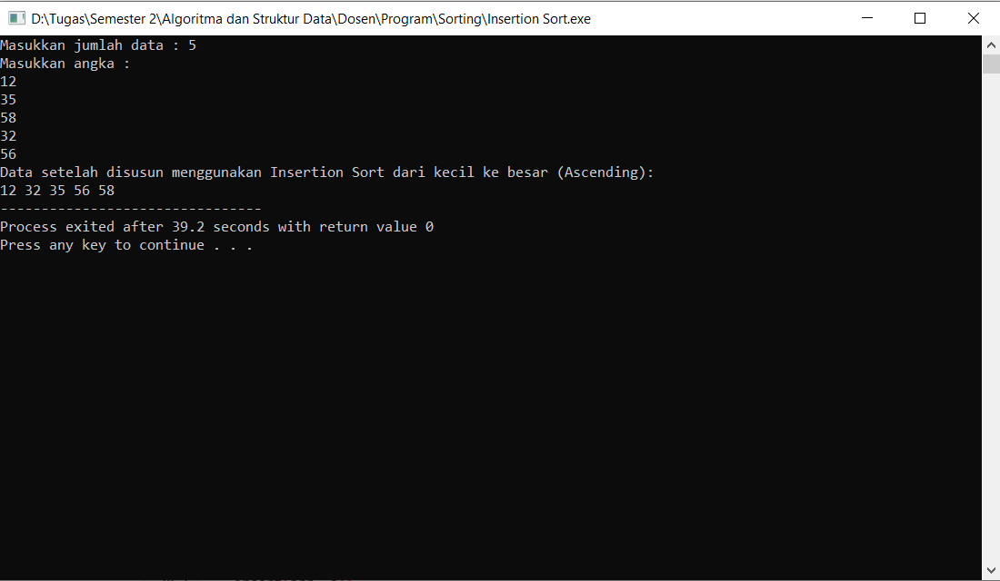 D:\Tugas\Semester 2\Algoritma dan Struktur Data\Dosen\Program\Sorting\Insertion Sort.exe
Masukkan jumlah data : 5
Masukkan angka :
12
35
58
32
56
Data setelah disusun menggunakan Insertion Sort dari kecil ke besar (Ascending):
12 32 35 56 58
--------------------------------
Process exited after 39.2 seconds with return value 0
Press any key to continue . . .